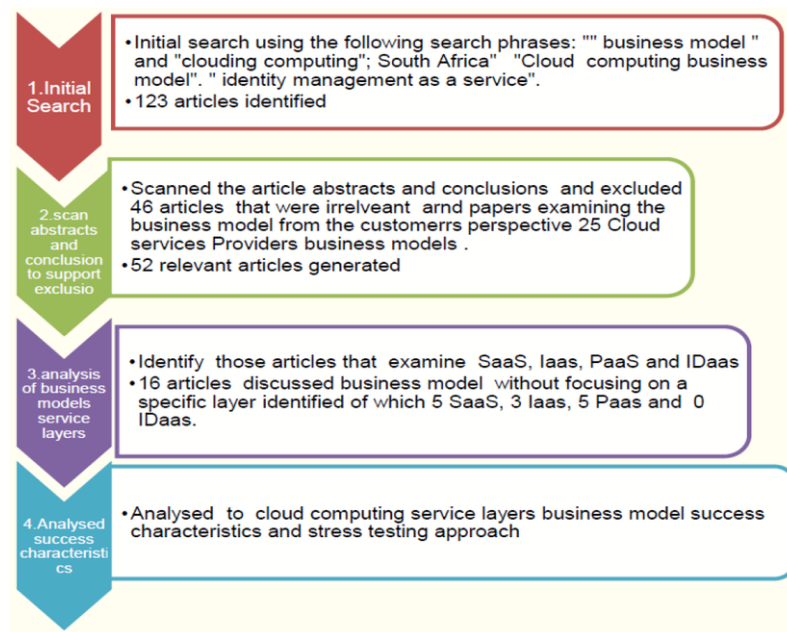 1.Initial
Search
•Initial search using the following search phrases: "" business model "
and "clouding computing"; South Africa"  "Cloud  computing business
model". " identity management as a service".
•123 articles identified
2.scan
abstracts
and
conclusion
to support
exclusio
•Scanned the article abstracts and conclusions  and excluded
46 articles  that were irrelveant  arnd papers examining the
business model from the customerrs perspective 25 Cloud
services Providers business models .
•52 relevant articles generated
3.analysis
of business
models
service
layers
•Identify  those articles that  examine  SaaS, Iaas, PaaS and IDaas
•16 articles  discussed business model  without focusing on a
specific layer identified of which 5 SaaS, 3 Iaas, 5 Paas and  0
IDaas.
4.Analysed
success
characteristi
cs
•Analysed  to  cloud computing service layers business model success
characteristics and stress testing approach